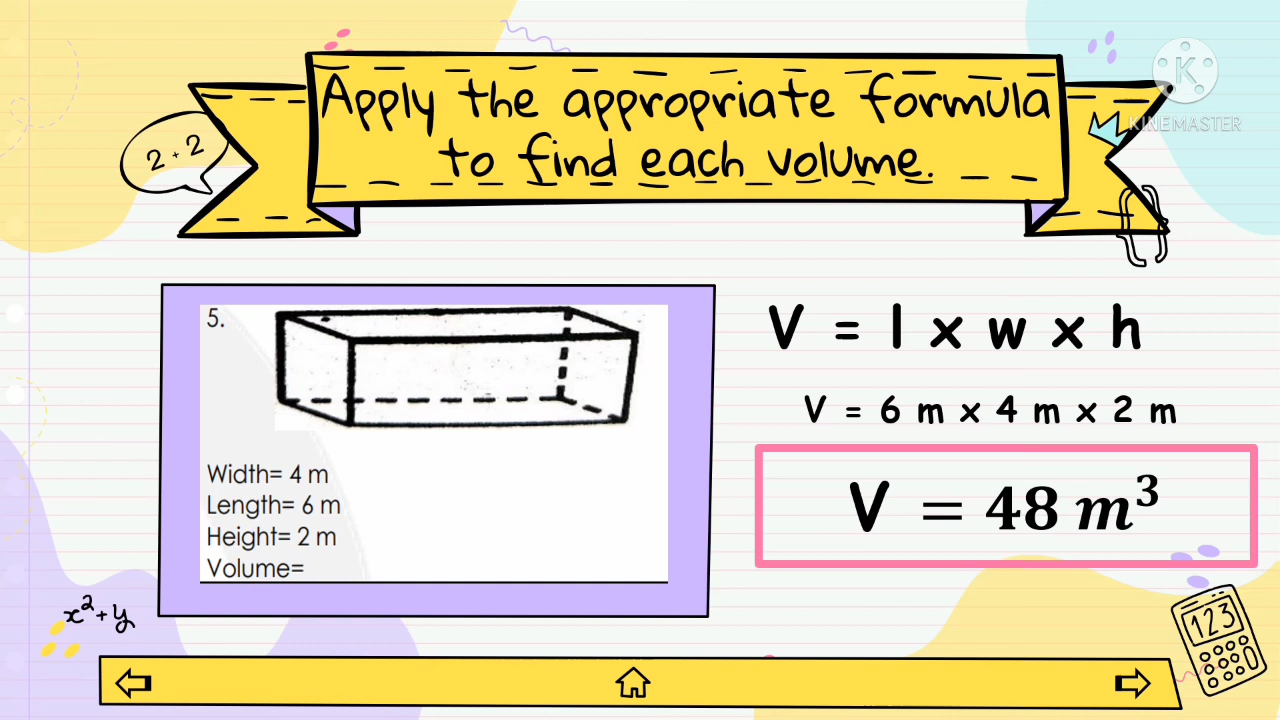 Apply the appropriate formula
to find each volume.
2 + 2
K
KINEMASTER
5.
Width= 4 m
Length= 6 m
Height= 2 m
Volume=
V = l x w x h
V = 6 m x 4 m x 2 m
V = 48 m³
x²+y
123